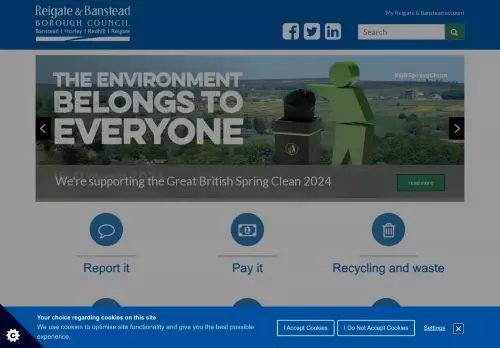 Reigate & Banstead
BOROUGH COUNCIL
Banstead | Horley | Redhill | Reigate
My Reigate & Banstead account
Search
THE ENVIRONMENT
BELONGS TO
EVERYONE
#GBSpringClean
We're supporting the Great British Spring Clean 2024
read more
Report it
Pay it
Recycling and waste
Your choice regarding cookies on this site
We use cookies to optimise site functionality and give you the best possible
experience.
I Accept Cookies
I Do Not Accept Cookies
Settings